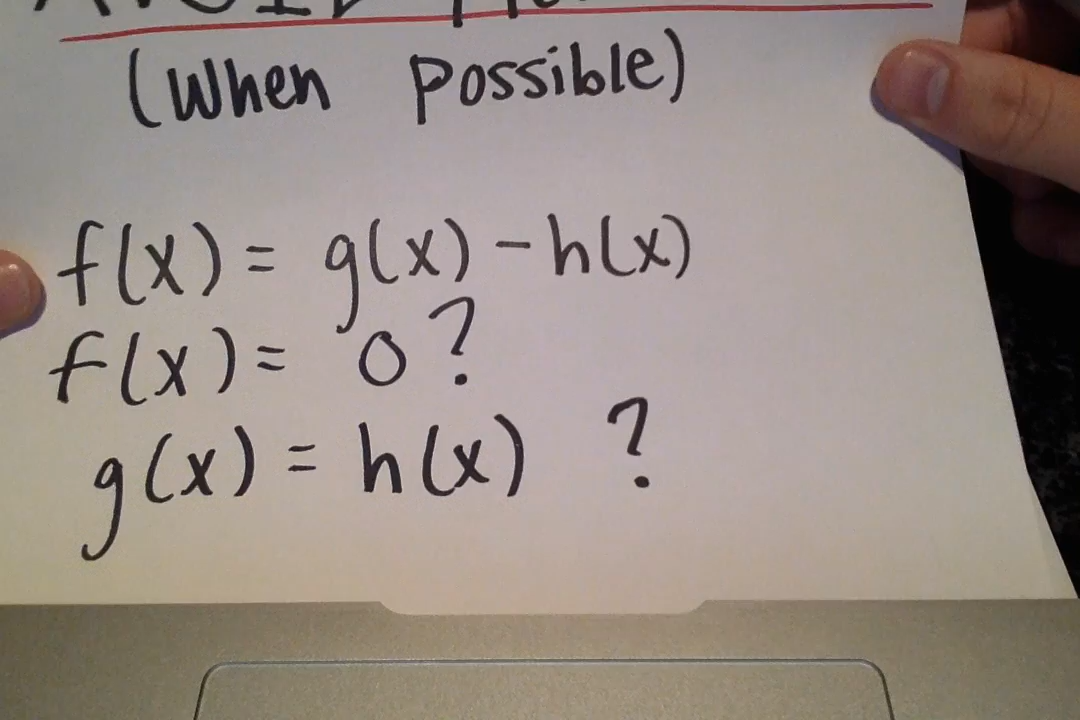 (When possible)
f(x) = g(x) - h(x)
f(x) = 0 ?
g(x) = h(x) ?